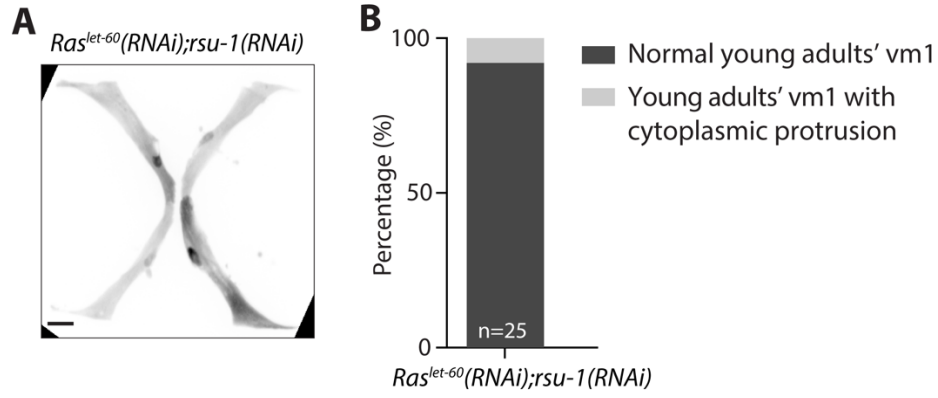 A
Ras^let-60(RNAi);rsu-1(RNAi)
B
100
50
0
Percentage (%)
n=25
Ras^let-60(RNAi);rsu-1(RNAi)
Normal young adults' vm1
Young adults' vm1 with
cytoplasmic protrusion